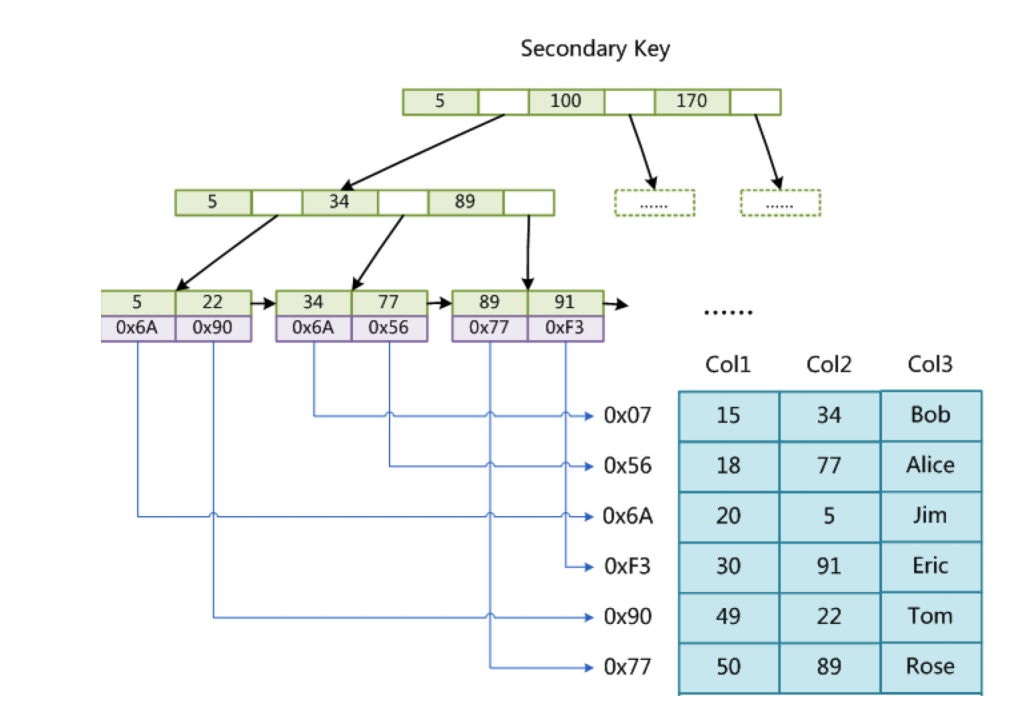 Secondary Key
5 100 170
5 34 89 ...... ......
5 22 34 77 89 91
0x6A 0x90 0x6A 0x56 0x77 0xF3
......
Col1 Col2 Col3
0x07 15 34 Bob
0x56 18 77 Alice
0x6A 20 5 Jim
0xF3 30 91 Eric
0x90 49 22 Tom
0x77 50 89 Rose